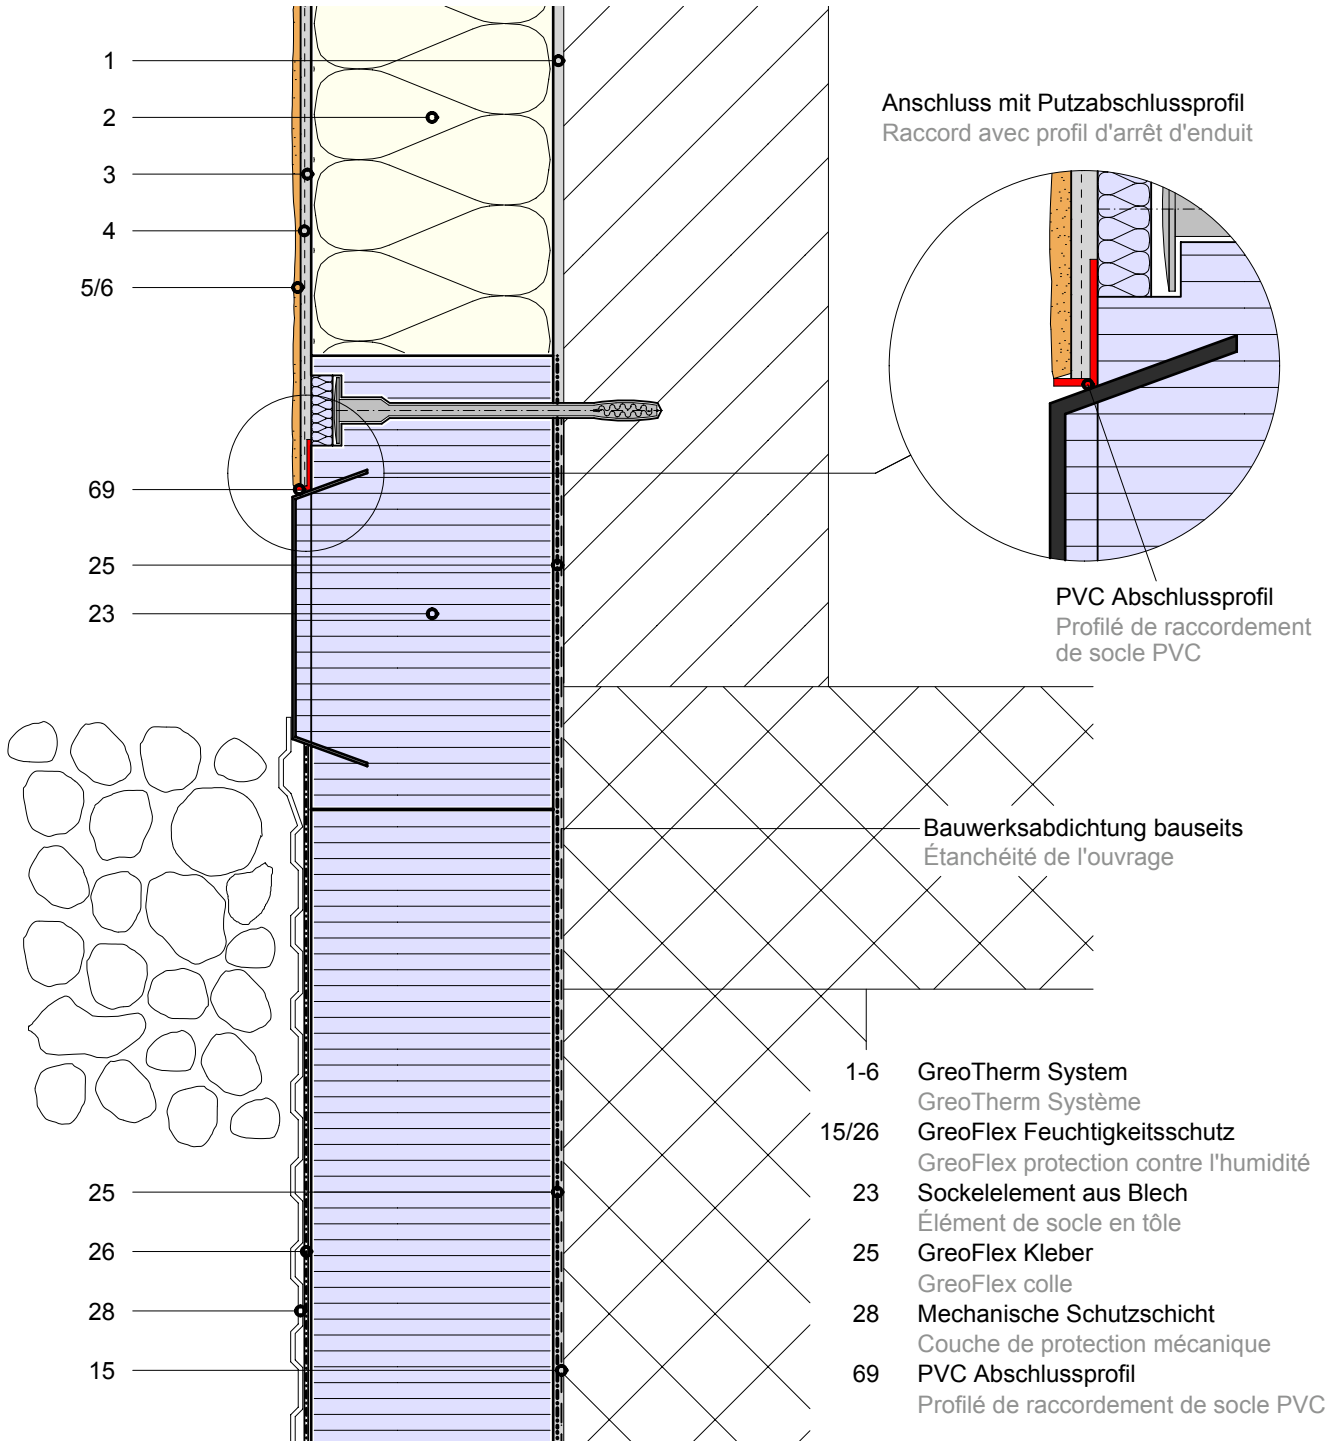 1
2
3
4
5/6
69
25
23
25
26
28
15
Anschluss mit Putzabschlussprofil
Raccord avec profil d'arrêt d'enduit
PVC Abschlussprofil
Profilé de raccordement
de socle PVC
Bauwerksabdichtung bauseits
Étanchéité de l'ouvrage
1-6 GreoTherm System
GreoTherm Système
15/26 GreoFlex Feuchtigkeitsschutz
GreoFlex protection contre l'humidité
23 Sockelelement aus Blech
Élément de socle en tôle
25 GreoFlex Kleber
GreoFlex colle
28 Mechanische Schutzschicht
Couche de protection mécanique
69 PVC Abschlussprofil
Profilé de raccordement de socle PVC